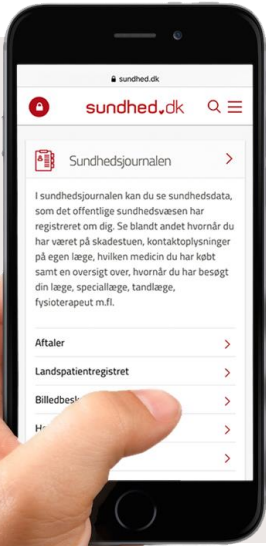 sundhed.dk
sundhed.dk
Sundhedsjournalen
I sundhedsjournalen kan du se sundhedsdata,
som det offentlige sundhedsvæsen har
registreret om dig. Se blandt andet hvornår du
har været på skadestuen, kontaktoplysninger
på egen læge, hvilken medicin du har købt
samt en oversigt over, hvornår du har besøgt
din læge, speciallæge, tandlæge,
fysioterapeut m.fl.
Aftaler
Landspatientregistret